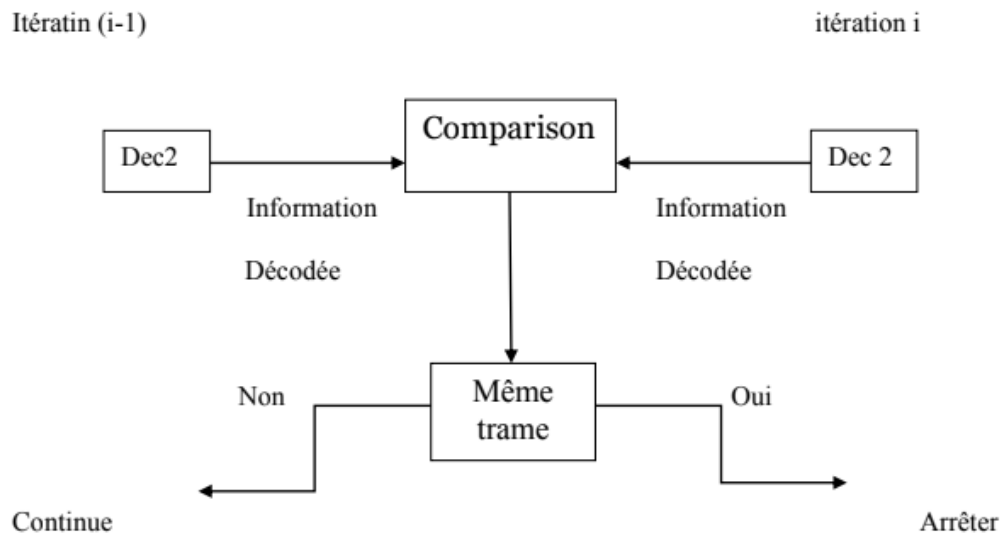 Itératin (i-1)
itération i
Comparison
Dec2
Dec 2
Information
Décodée
Information
Décodée
Même
trame
Non
Oui
Continue
Arrêter